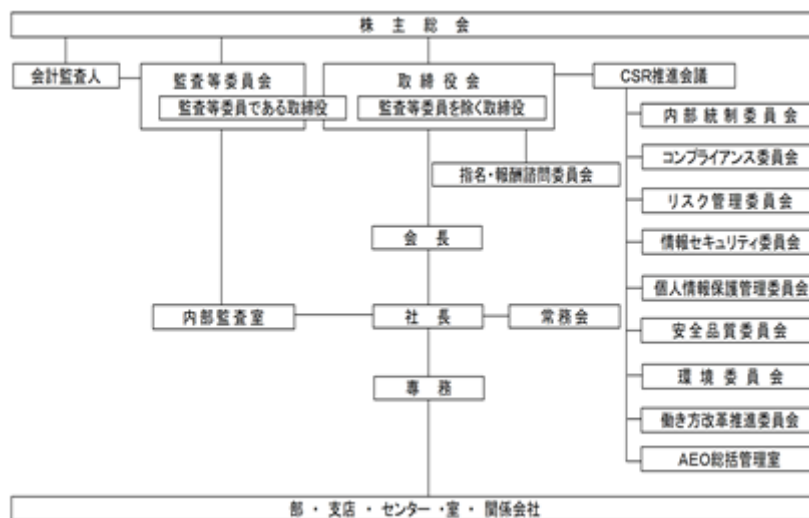 株主総会
会計監査人
監査等委員会
取締役会
CSR推進会議
監査等委員である取締役
監査等委員を除く取締役
内部統制委員会
コンプライアンス委員会
指名・報酬諮問委員会
リスク管理委員会
会長
情報セキュリティ委員会
個人情報保護管理委員会
内部監査室
社長
常務会
安全品質委員会
環境委員会
専務
働き方改革推進委員会
AEO総括管理室
部・支店・センター・室・関係会社